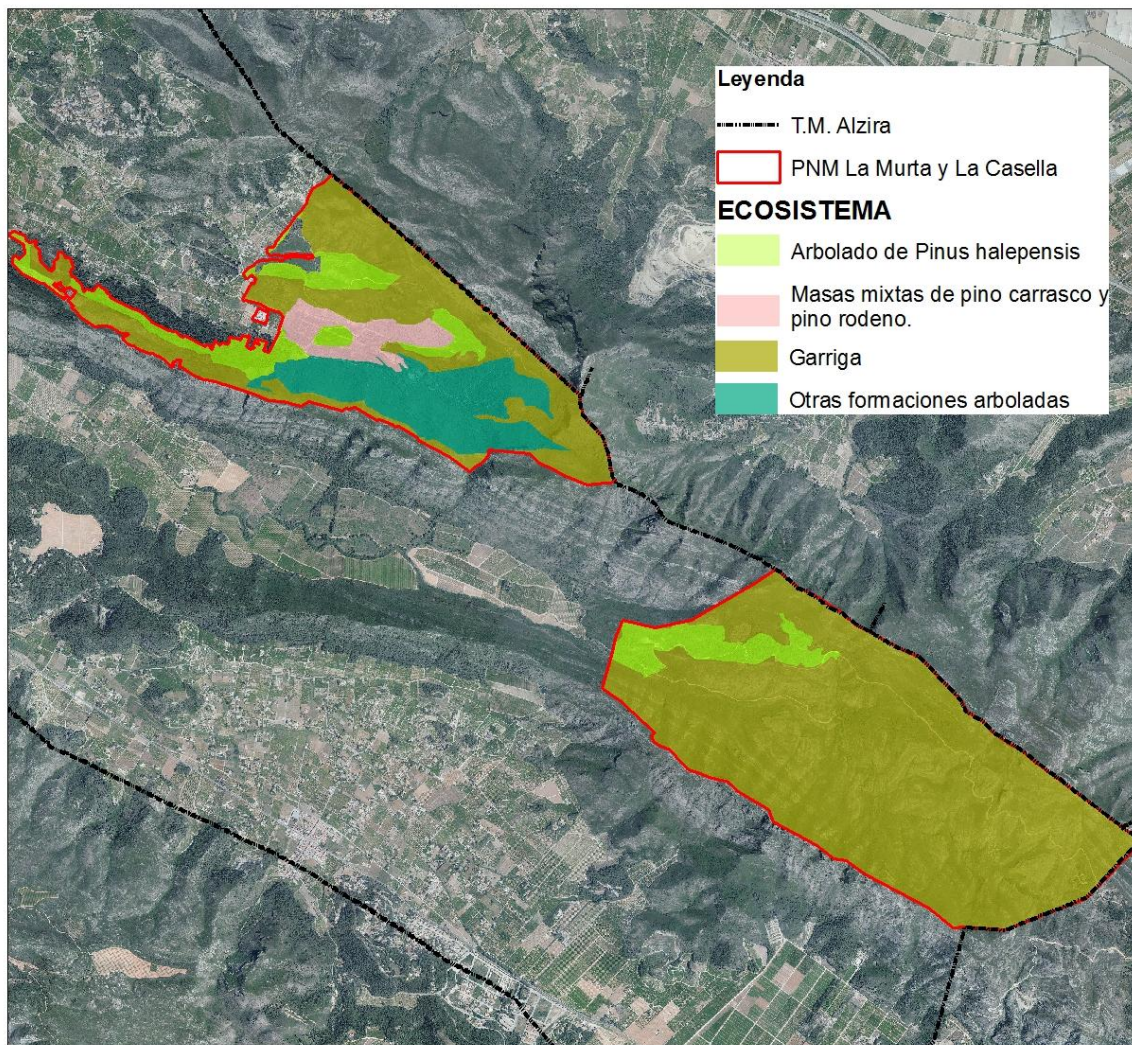 Leyenda
T.M. Alzira
PNM La Murta y La Casella
ECOSISTEMA
Arbolado de Pinus halepensis
Masas mixtas de pino carrasco y
pino rodeno.
Garriga
Otras formaciones arboladas